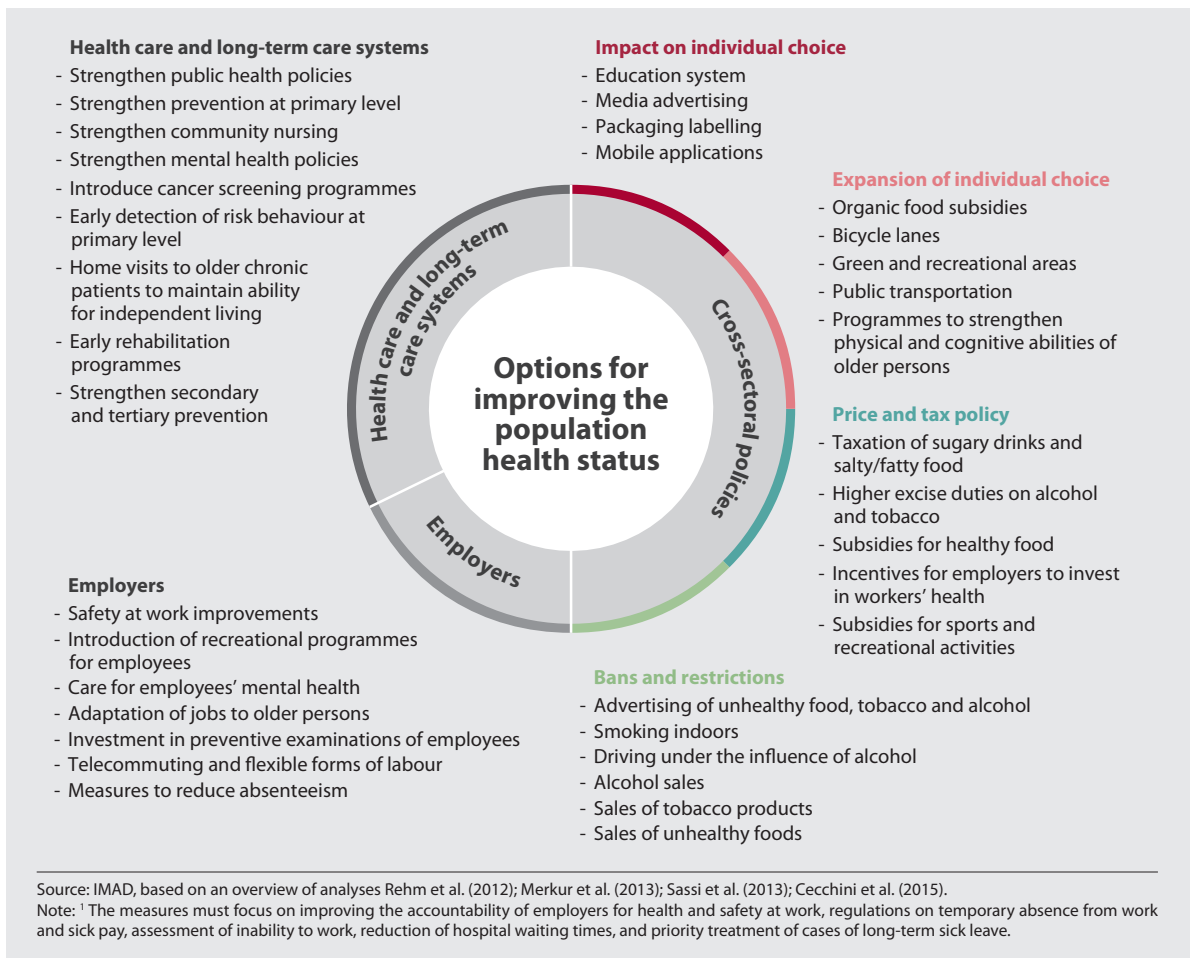 Health care and long-term care systems
- Strengthen public health policies
- Strengthen prevention at primary level
- Strengthen community nursing
- Strengthen mental health policies
- Introduce cancer screening programmes
- Early detection of risk behaviour at
primary level
- Home visits to older chronic
patients to maintain ability
for independent living
- Early rehabilitation
programmes
- Strengthen secondary
and tertiary prevention
Impact on individual choice
- Education system
- Media advertising
- Packaging labelling
- Mobile applications
Expansion of individual choice
- Organic food subsidies
- Bicycle lanes
- Green and recreational areas
- Public transportation
- Programmes to strengthen
physical and cognitive abilities of
older persons
Health care and long-term
care systems
Cross-sectoral policies
Employers
Options for
improving the
population
health status
Price and tax policy
- Taxation of sugary drinks and
salty/fatty food
- Higher excise duties on alcohol
and tobacco
- Subsidies for healthy food
- Incentives for employers to invest
in workers’ health
- Subsidies for sports and
recreational activities
Employers
- Safety at work improvements
- Introduction of recreational programmes
for employees
- Care for employees’ mental health
- Adaptation of jobs to older persons
- Investment in preventive examinations of employees
- Telecommuting and flexible forms of labour
- Measures to reduce absenteeism
Bans and restrictions
- Advertising of unhealthy food, tobacco and alcohol
- Smoking indoors
- Driving under the influence of alcohol
- Alcohol sales
- Sales of tobacco products
- Sales of unhealthy foods
Source: IMAD, based on an overview of analyses Rehm et al. (2012); Merkur et al. (2013); Sassi et al. (2013); Cecchini et al. (2015).
Note: ¹ The measures must focus on improving the accountability of employers for health and safety at work, regulations on temporary absence from work
and sick pay, assessment of inability to work, reduction of hospital waiting times, and priority treatment of cases of long-term sick leave.